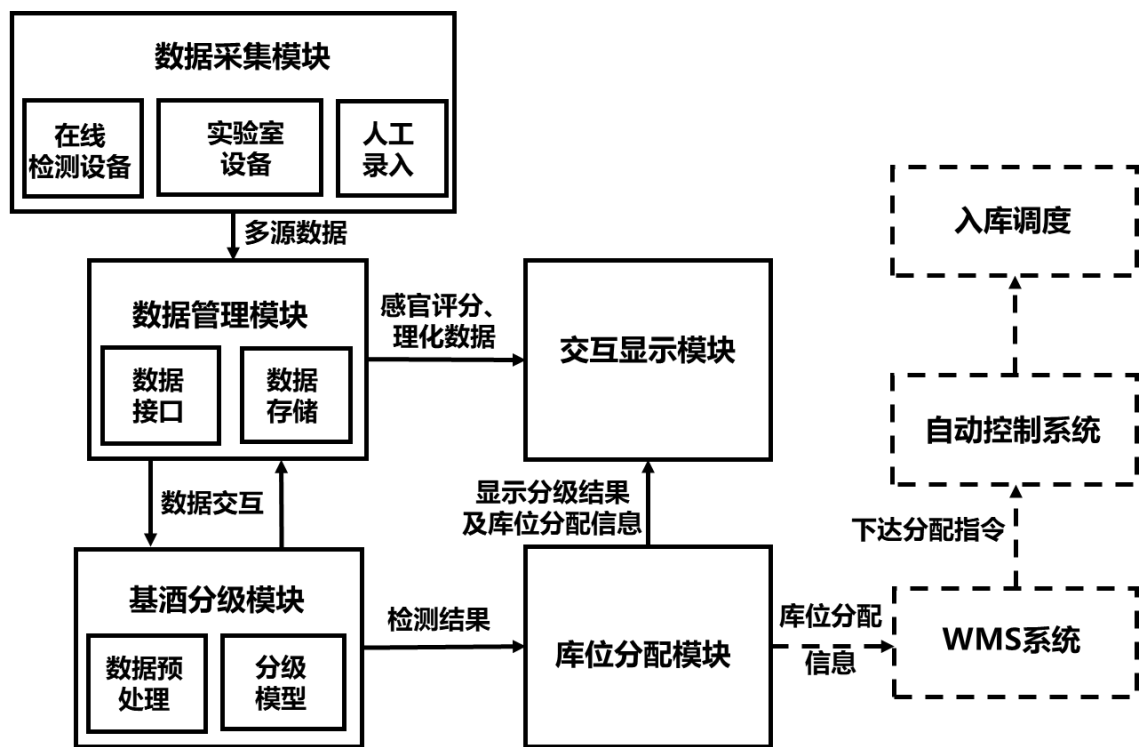 数据采集模块
在线
检测设备
实验室
设备
人工
录入
多源数据
数据管理模块
数据
接口
数据
存储
感官评分、
理化数据
交互显示模块
入库调度
自动控制系统
数据交互
显示分级结果
及库位分配信息
下达分配指令
基酒分级模块
数据预
处理
分级
模型
检测结果
库位分配模块
库位分配
信息
WMS系统